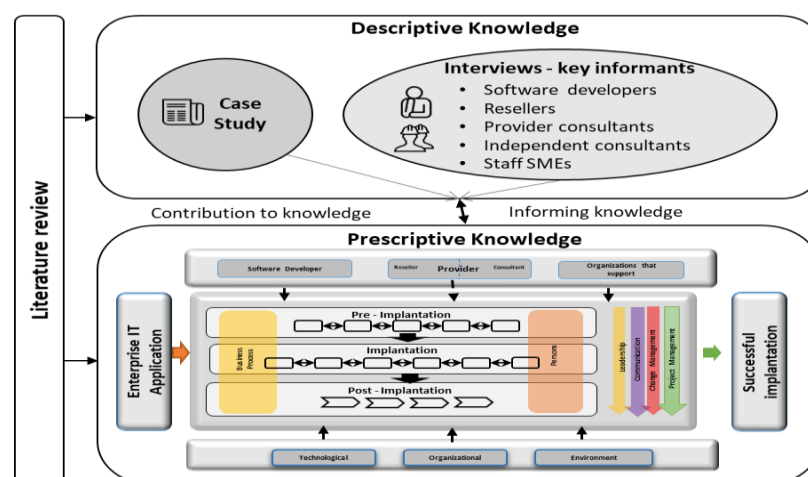 Literature review
Descriptive Knowledge
Case
Study
Interviews - key informants
• Software developers
• Resellers
• Provider consultants
• Independent consultants
• Staff SMEs
Contribution to knowledge
Informing knowledge
Prescriptive Knowledge
Software Developer
Reseller Provider Consultant
Organizations that
support
Enterprise IT
Application
Business
Process
Pre - Implantation
Implantation
Post - Implantation
Persons
Leadership
Communication
Change Management
Project Management
Successful
implantation
Technological
Organizational
Environment